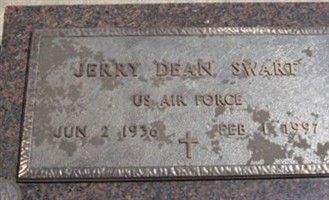 JERRY DEAN SWART
US AIR FORCE
JUN 2 1936 FEB 1 1997